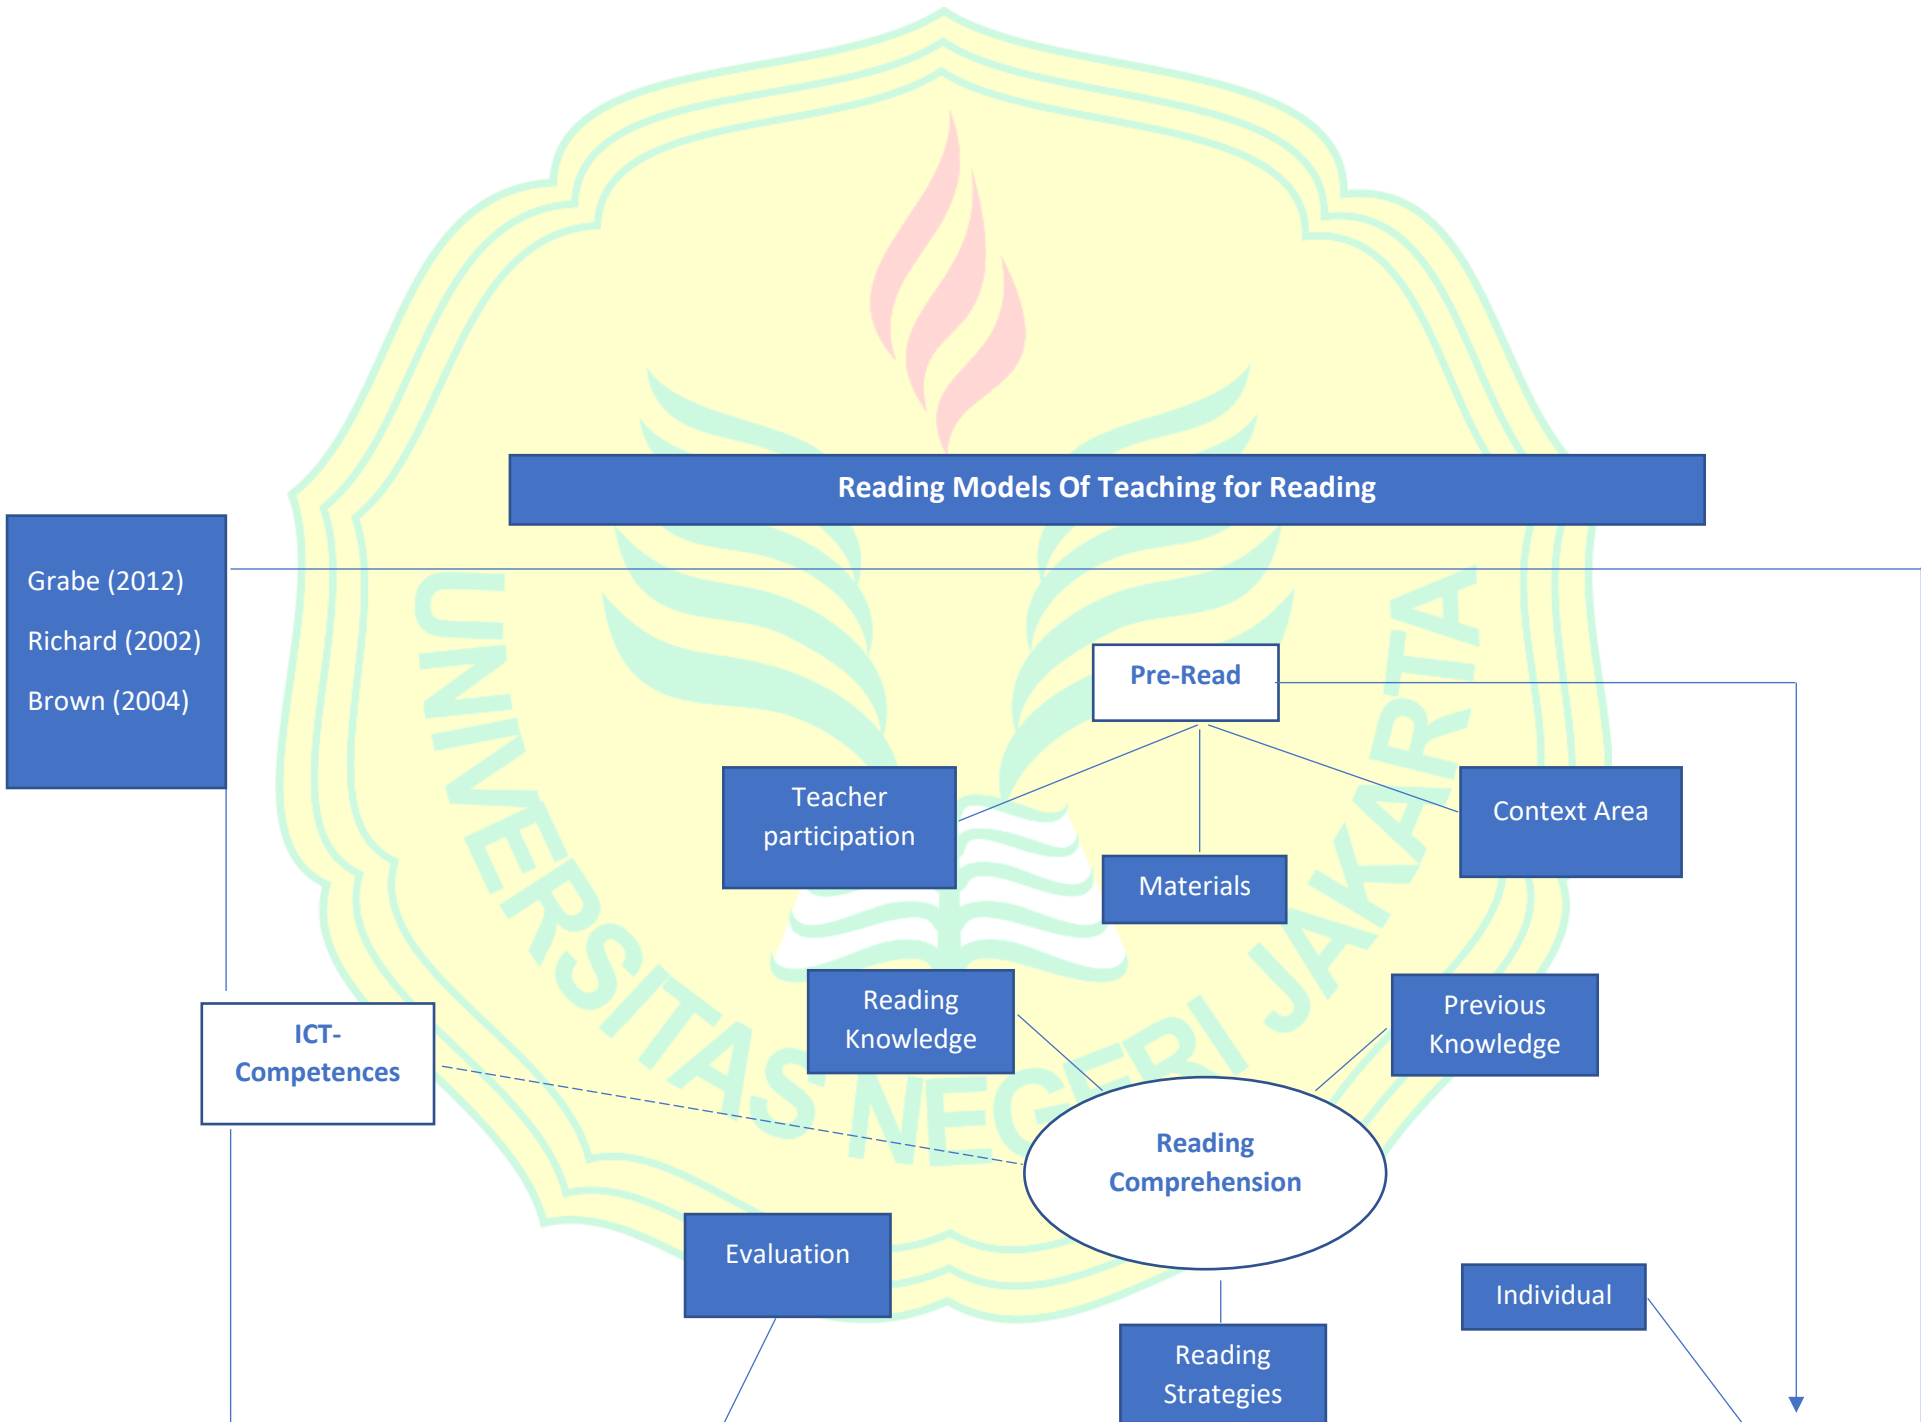 Reading Models Of Teaching for Reading
Grabe (2012)
Richard (2002)
Brown (2004)
Pre-Read
Teacher
participation
Materials
Context Area
Reading
Knowledge
Previous
Knowledge
ICT-
Competences
Reading
Comprehension
Evaluation
Individual
Reading
Strategies
UNIVERSITAS NEGERI JAKARTA